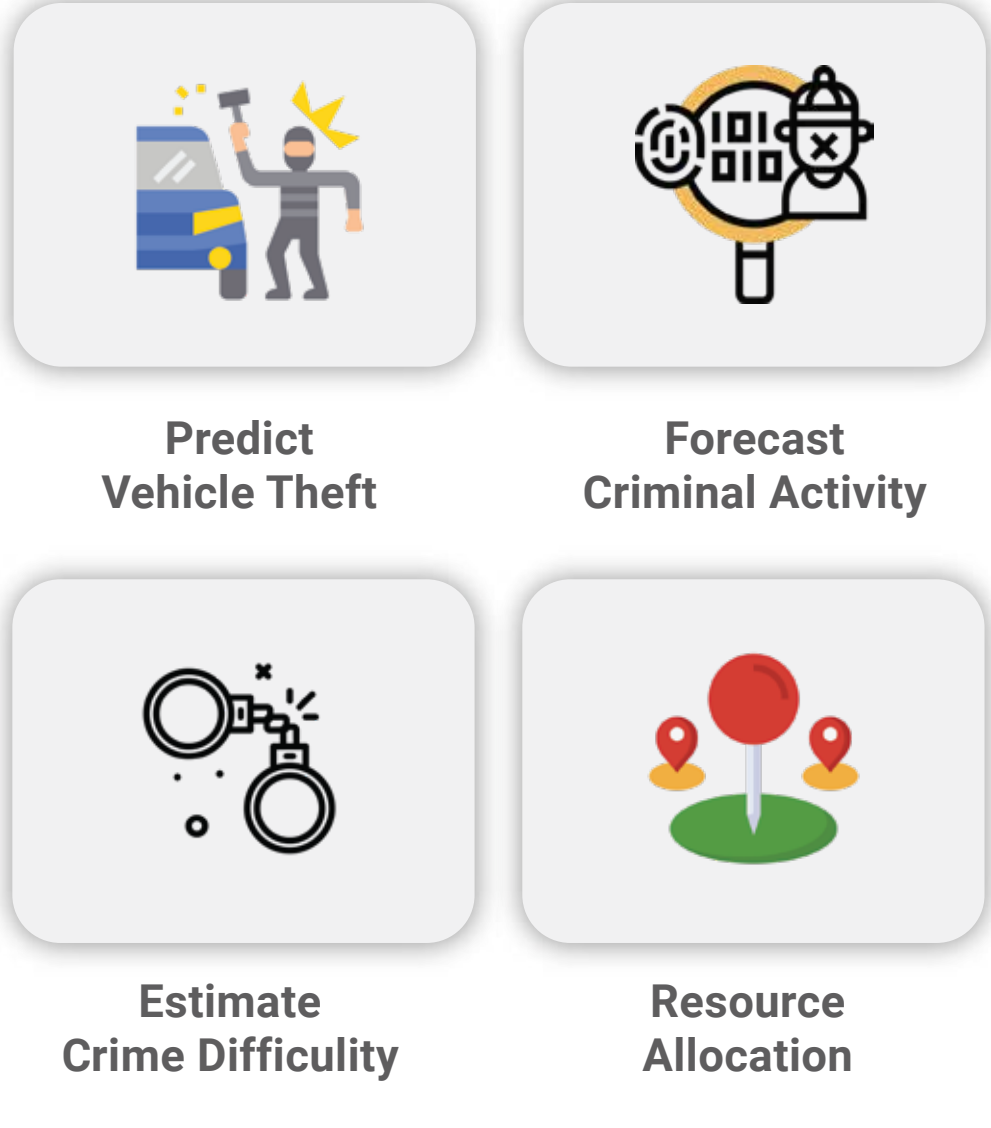 Predict
Vehicle Theft
Forecast
Criminal Activity
Estimate
Crime Difficulity
Resource
Allocation